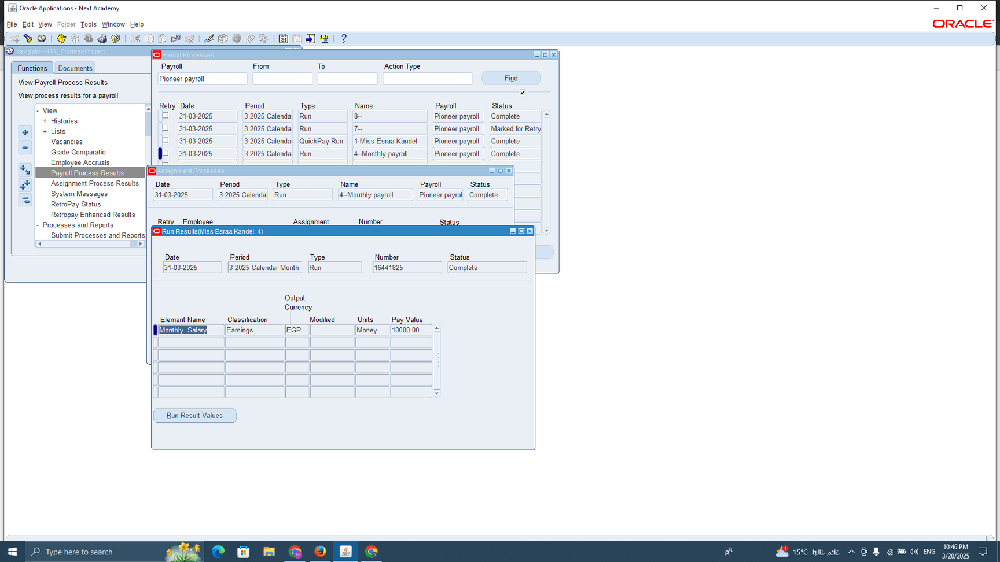 Oracle Applications - Next Academy
File Edit View Folder Tools Window Help
ORACLE
Navigator - HR_Pioneer-Project
Functions Documents
View:Payroll Process Results
View process results for a payroll
- View
+ Histories
+ Lists
Vacancies
Grade Comparatio
Employee Accruals
Payroll Process Results
Assignment Process Results
System Messages
RetroPay Status
Retropay Enhanced Results
- Processes and Reports
Submit Processes and Reports
Payroll Processes
Payroll From To Action Type
Pioneer payroll Find
Retry Date Period Type Name Payroll Status
31-03-2025 3 2025 Calenda Run 8-- Pioneer payroll Complete
31-03-2025 3 2025 Calenda Run 7-- Pioneer payroll Marked for Retry
31-03-2025 3 2025 Calenda QuickPay Run 1-Miss Esraa Kandel Pioneer payroll Complete
31-03-2025 3 2025 Calenda Run 4--Monthly payroll Pioneer payroll Complete
Assignment Processes
Date Period Type Name Payroll Status
31-03-2025 3 2025 Calenda Run 4--Monthly payroll Pioneer payrol Complete
Retry Employee Assignment Number Status
Run Results(Miss Esraa Kandel, 4)
Date Period Type Number Status
31-03-2025 3 2025 Calendar Month Run 16441825 Complete
Output
Currency
Element Name Classification Modified Units Pay Value
Monthly_Salary Earnings EGP Money 10000.00
Run Result Values
Type here to search
1
15°C غائم غالبًا
ENG
10:46 PM
3/20/2025